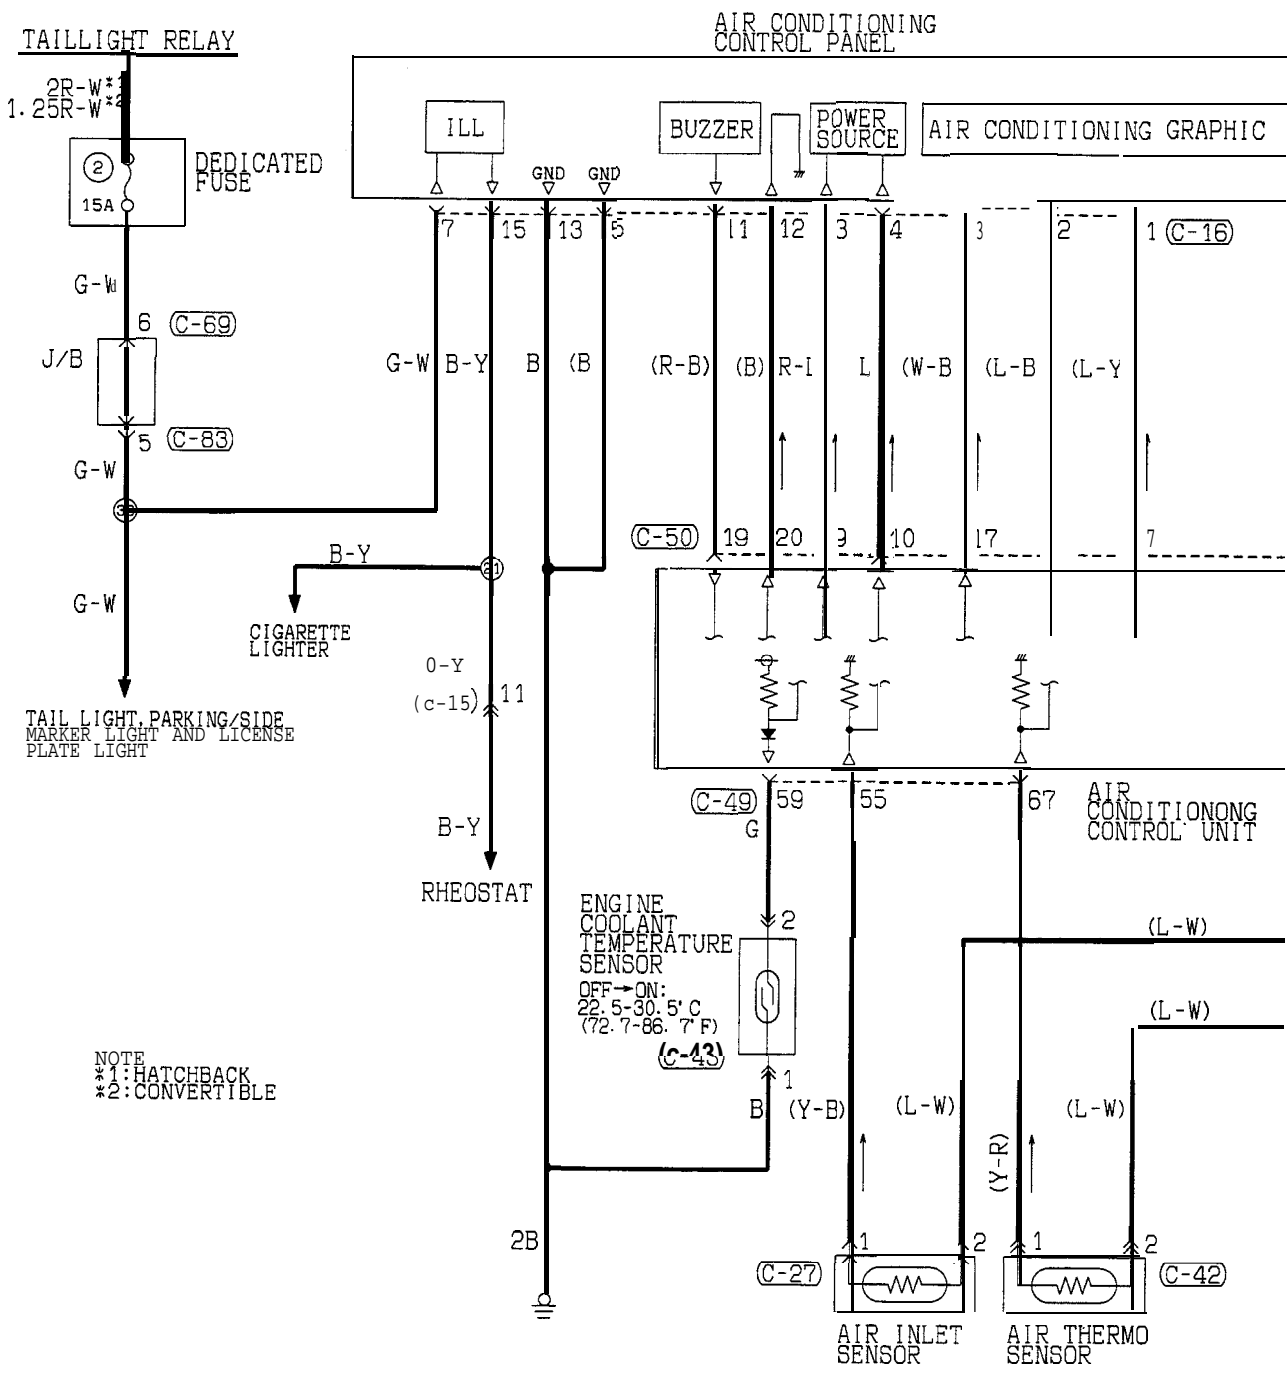 TAILLIGHT RELAY
2R-W*1
1.25R-W*2
2
15A
DEDICATED
FUSE
G-W
6
C-69
J/B
5
C-83
G-W
G-W
TAIL LIGHT, PARKING/SIDE
MARKER LIGHT AND LICENSE
PLATE LIGHT
AIR CONDITIONING
CONTROL PANEL
ILL
GND
GND
BUZZER
POWER
SOURCE
AIR CONDITIONING GRAPHIC
7
15
13
5
11
12
3
4
3
2
1
C-16
G-W
B-Y
B
(B
(R-B)
(B)
R-L
L
(W-B
(L-B
(L-Y
C-50
19
20
9
10
17
7
B-Y
21
CIGARETTE
LIGHTER
0-Y
(c-15)
11
B-Y
RHEOSTAT
C-49
59
55
67
G
AIR
CONDITIONONG
CONTROL UNIT
ENGINE
COOLANT
TEMPERATURE
SENSOR
OFF→ON:
22.5-30.5°C
(72.7-86.7°F)
(C-43)
2
1
B
(Y-B)
(L-W)
(Y-R)
(L-W)
(L-W)
(L-W)
NOTE
*1:HATCHBACK
*2:CONVERTIBLE
2B
C-27
1
2
1
2
C-42
AIR INLET
SENSOR
AIR THERMO
SENSOR